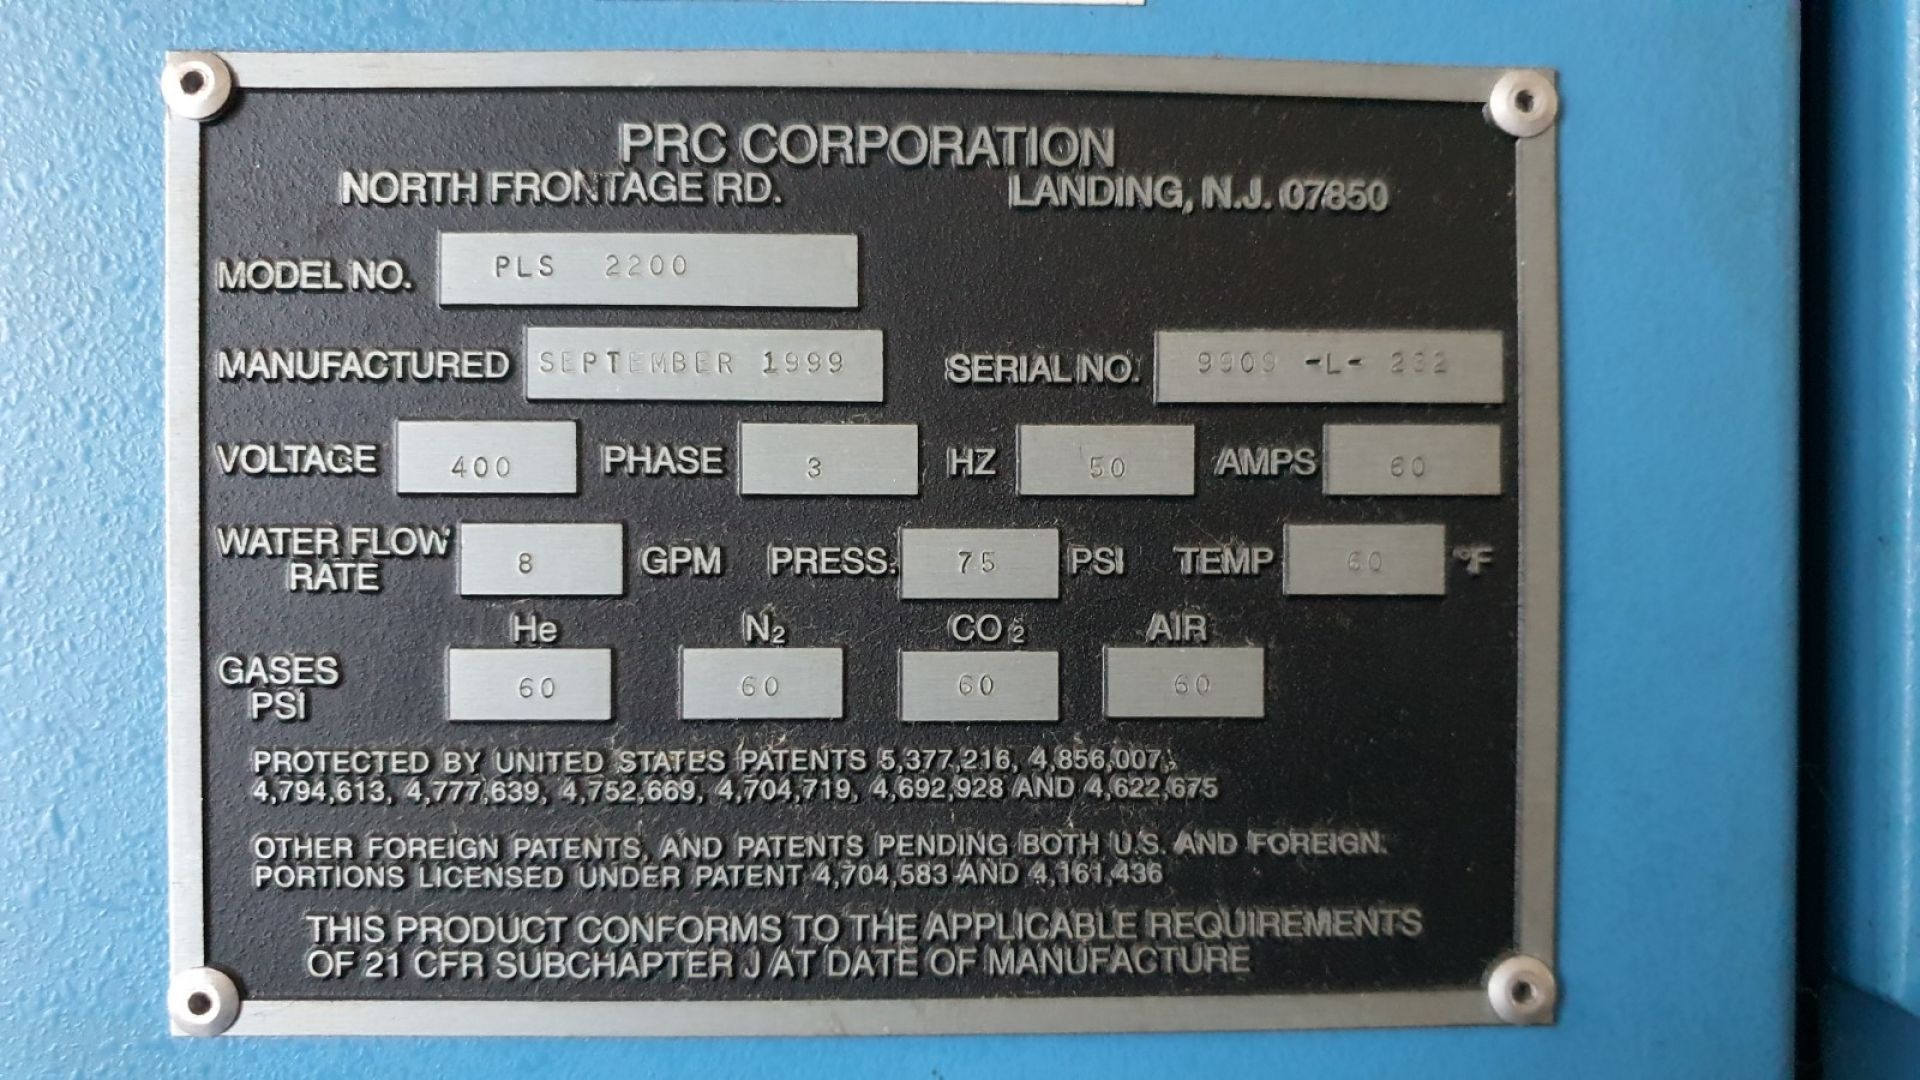 PRC CORPORATION
NORTH FRONTAGE RD. LANDING, N.J. 07850
MODEL NO. PLS 2200
MANUFACTURED SEPTEMBER 1999 SERIAL NO. 9909 -L- 232
VOLTAGE 400 PHASE 3 HZ 50 AMPS 60
WATER FLOW RATE 8 GPM PRESS. 75 PSI TEMP 60 °F
He N₂ CO₂ AIR
GASES PSI 60 60 60 60
PROTECTED BY UNITED STATES PATENTS 5,377,216, 4,856,007,
4,794,613, 4,777,639, 4,752,669, 4,704,719, 4,692,928 AND 4,622,675
OTHER FOREIGN PATENTS, AND PATENTS PENDING BOTH U.S. AND FOREIGN.
PORTIONS LICENSED UNDER PATENT 4,704,583 AND 4,161,436
THIS PRODUCT CONFORMS TO THE APPLICABLE REQUIREMENTS
OF 21 CFR SUBCHAPTER J AT DATE OF MANUFACTURE